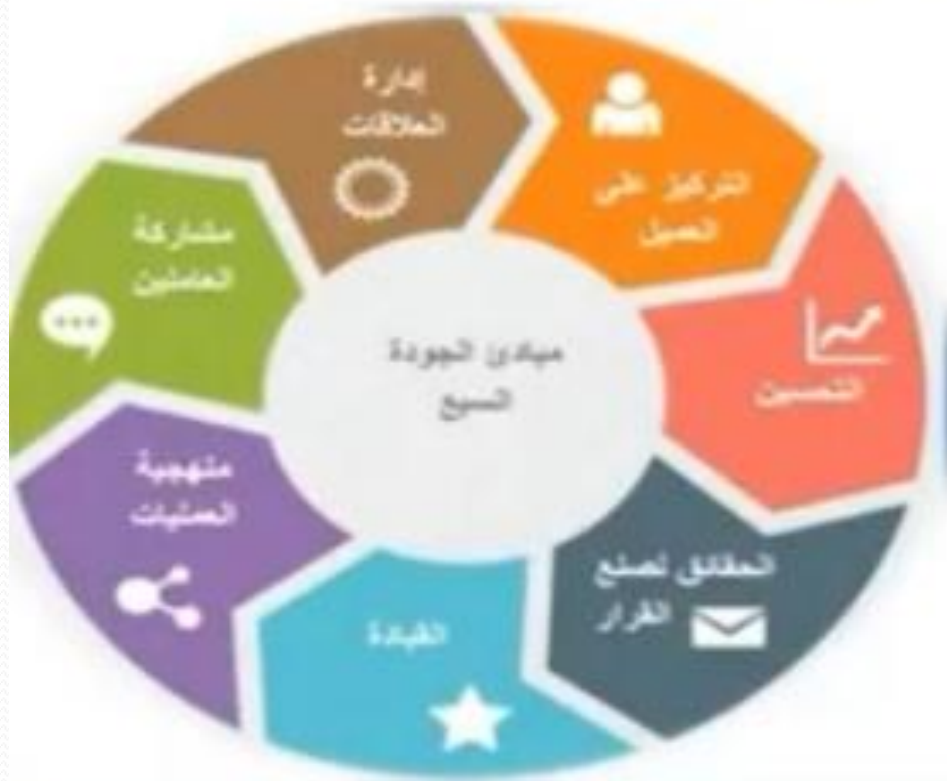 مبادئ الجودة
السبع
التركيز على
العميل
التحسين
الحقائق لصنع
القرار
القيادة
منهجية
العمليات
مشاركة
العاملين
إدارة
العلاقات